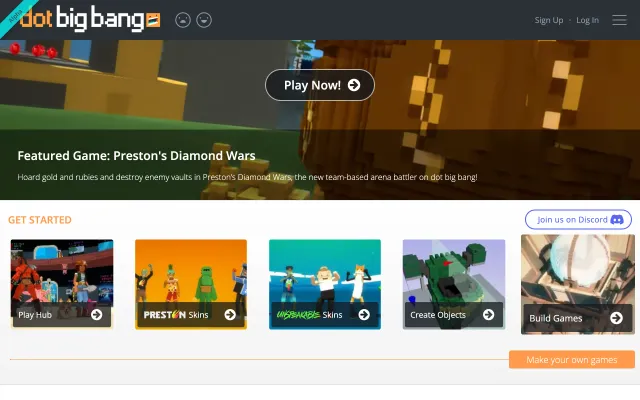 Alpha
dot big bang
Sign Up · Log In
Play Now!
Featured Game: Preston's Diamond Wars
Hoard gold and rubies and destroy enemy vaults in Preston's Diamond Wars, the new team-based arena battler on dot big bang!
GET STARTED
Join us on Discord
Play Hub
PRESTON Skins
UNSPEAKABLE Skins
Create Objects
Build Games
Make your own games